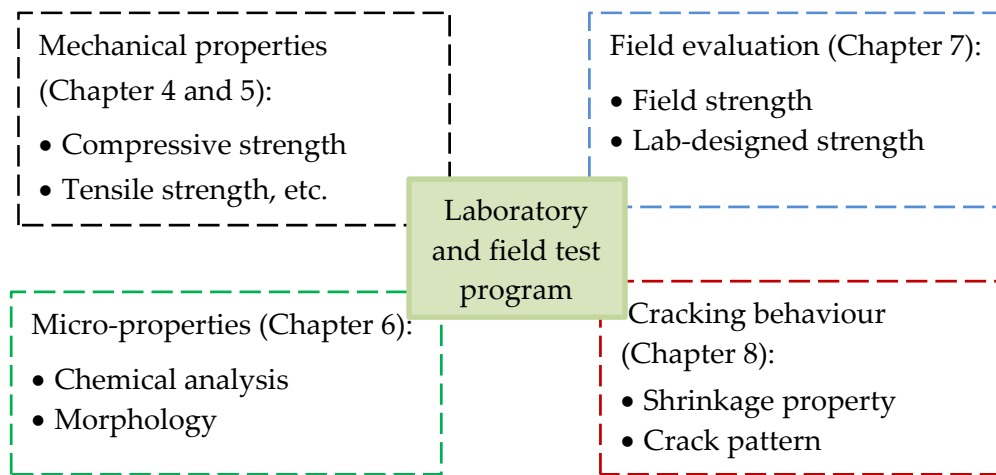 Mechanical properties
(Chapter 4 and 5):
• Compressive strength
• Tensile strength, etc.
Field evaluation (Chapter 7):
• Field strength
• Lab-designed strength
Laboratory
and field test
program
Micro-properties (Chapter 6):
• Chemical analysis
• Morphology
Cracking behaviour
(Chapter 8):
• Shrinkage property
• Crack pattern